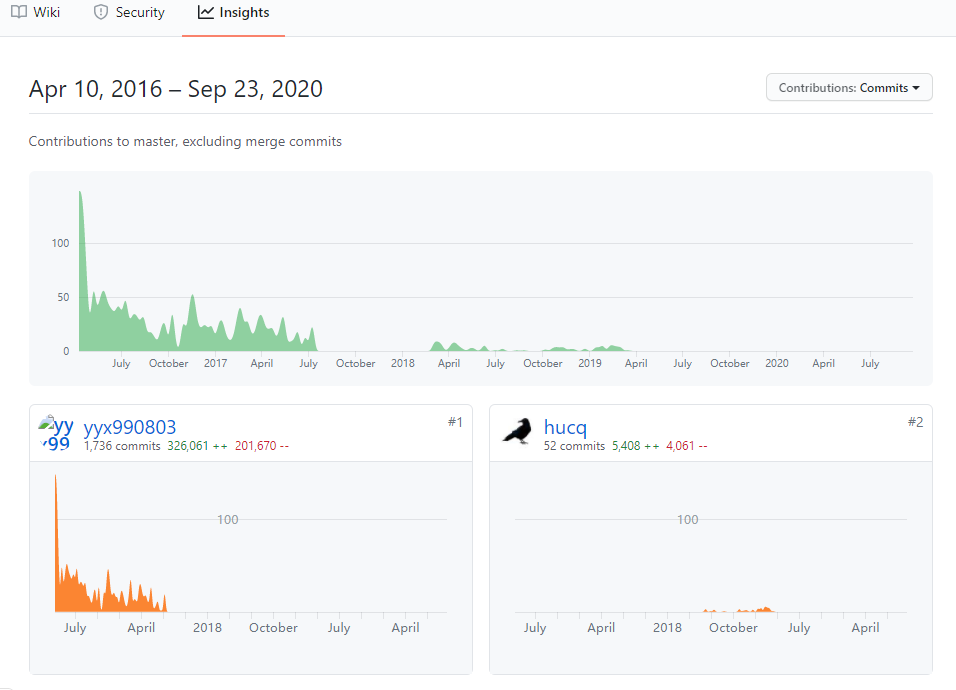 Wiki Security Insights
Apr 10, 2016 – Sep 23, 2020
Contributions: Commits
Contributions to master, excluding merge commits
100
50
0
July October 2017 April July October 2018 April July October 2019 April July October 2020 April July
yy
x99
yyx990803
#1
1,736 commits 326,061 ++ 201,670 --
100
July April 2018 October July April
hucq
#2
52 commits 5,408 ++ 4,061 --
100
July April 2018 October July April